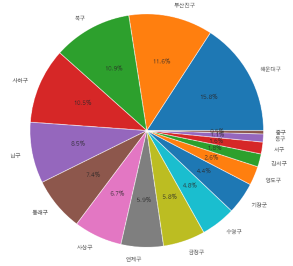 부산진구
북구
해운대구
11.6%
10.9%
15.8%
사하구
10.5%
중구
동구
서구
남구
8.5%
강서구
2.6%
영도구
4.4%
7.4%
기장군
동래구
4.8%
6.7%
5.9%
5.8%
수영구
사상구
연제구
금정구